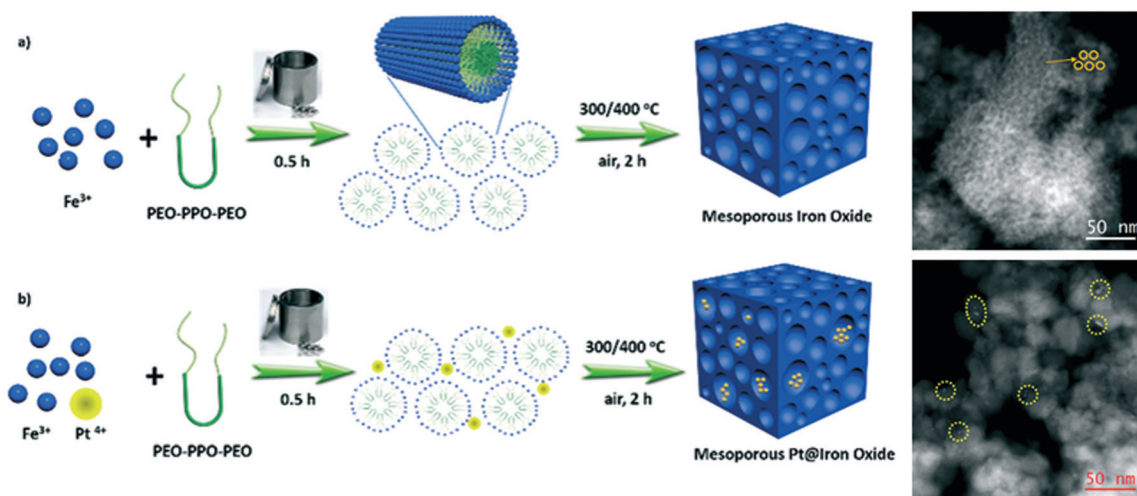 a)
Fe³⁺
+
PEO-PPO-PEO
0.5 h
300/400 °C
air, 2 h
Mesoporous Iron Oxide
50 nm
b)
Fe³⁺ Pt ⁴⁺
+
PEO-PPO-PEO
0.5 h
300/400 °C
air, 2 h
Mesoporous Pt@Iron Oxide
50 nm